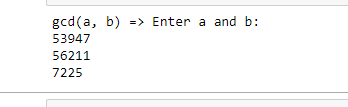 gcd(a, b) => Enter a and b:
53947
56211
7225